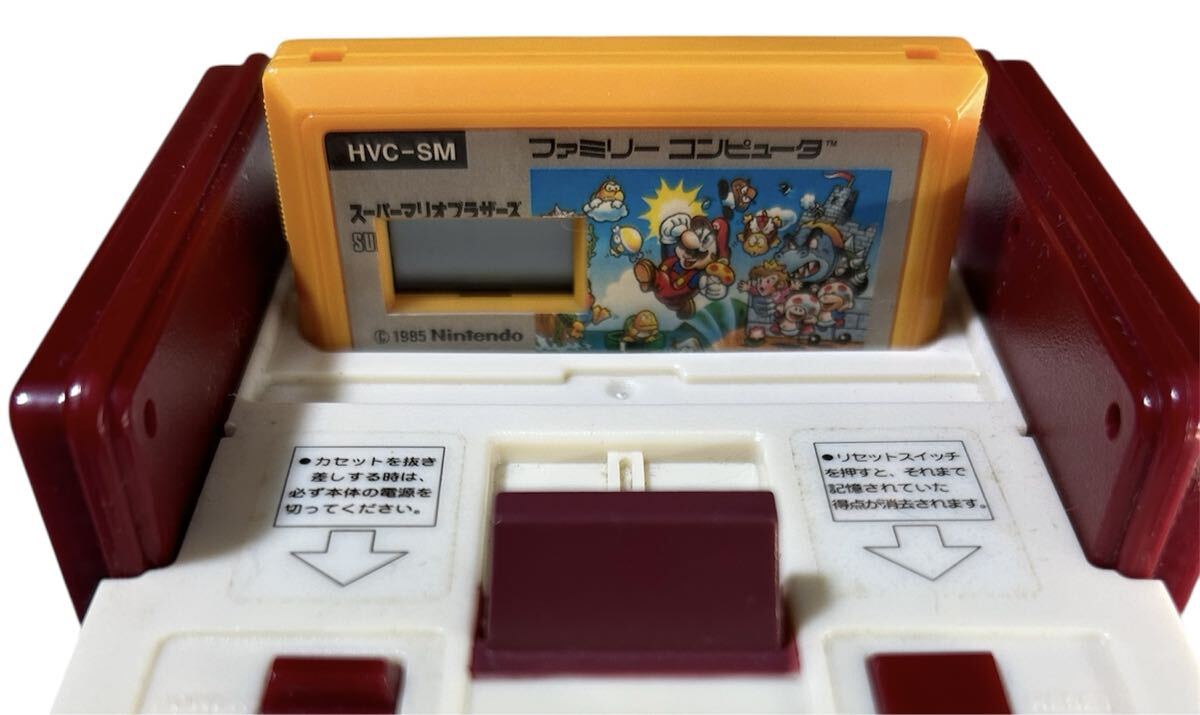 HVC-SM
ファミリー コンピュータ™
スーパーマリオブラザーズ
SU
© 1985 Nintendo
●カセットを抜き
差しする時は、
必ず本体の電源を
切ってください。
●リセットスイッチ
を押すと、それまで
記憶されていた
得点が消去されます。